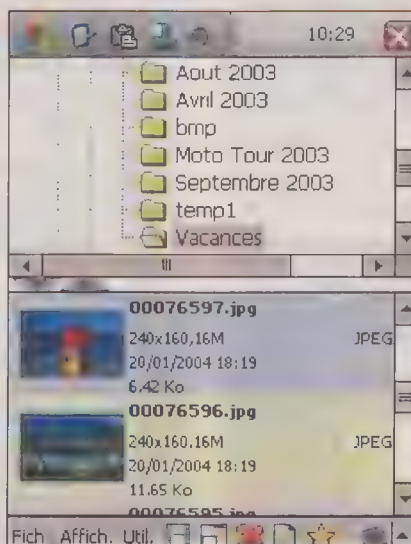 10:29
Aout 2003
Avril 2003
bmp
Moto Tour 2003
Septembre 2003
temp1
Vacances
00076597.jpg
240x160,16M JPEG
20/01/2004 18:19
6.42 Ko
00076596.jpg
240x160,16M JPEG
20/01/2004 18:19
11.65 Ko
00076595.jpg
Fich. Affich. Util.